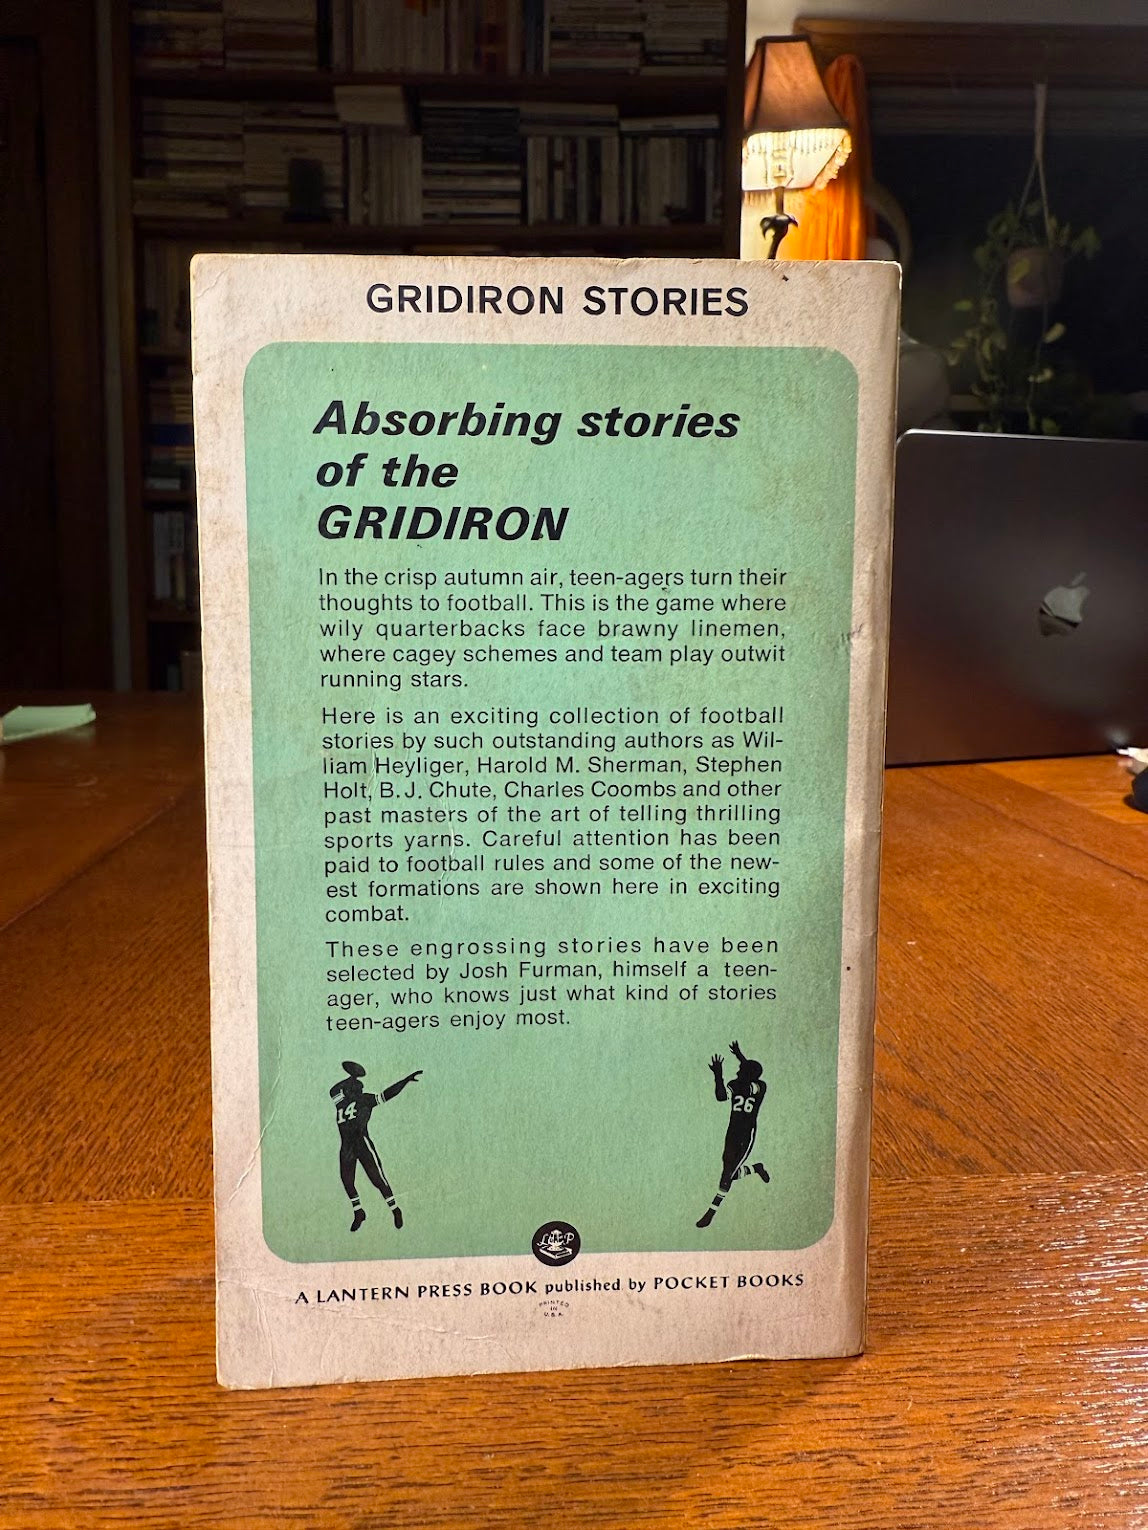 GRIDIRON STORIES
Absorbing stories
of the
GRIDIRON
In the crisp autumn air, teen-agers turn their
thoughts to football. This is the game where
wily quarterbacks face brawny linemen,
where cagey schemes and team play outwit
running stars.
Here is an exciting collection of football
stories by such outstanding authors as Wil-
liam Heyliger, Harold M. Sherman, Stephen
Holt, B.J. Chute, Charles Coombs and other
past masters of the art of telling thrilling
sports yarns. Careful attention has been
paid to football rules and some of the new-
est formations are shown here in exciting
combat.
These engrossing stories have been
selected by Josh Furman, himself a teen-
ager, who knows just what kind of stories
teen-agers enjoy most.
14
26
A LANTERN PRESS BOOK published by POCKET BOOKS
PRINTED
IN
U.S.A.